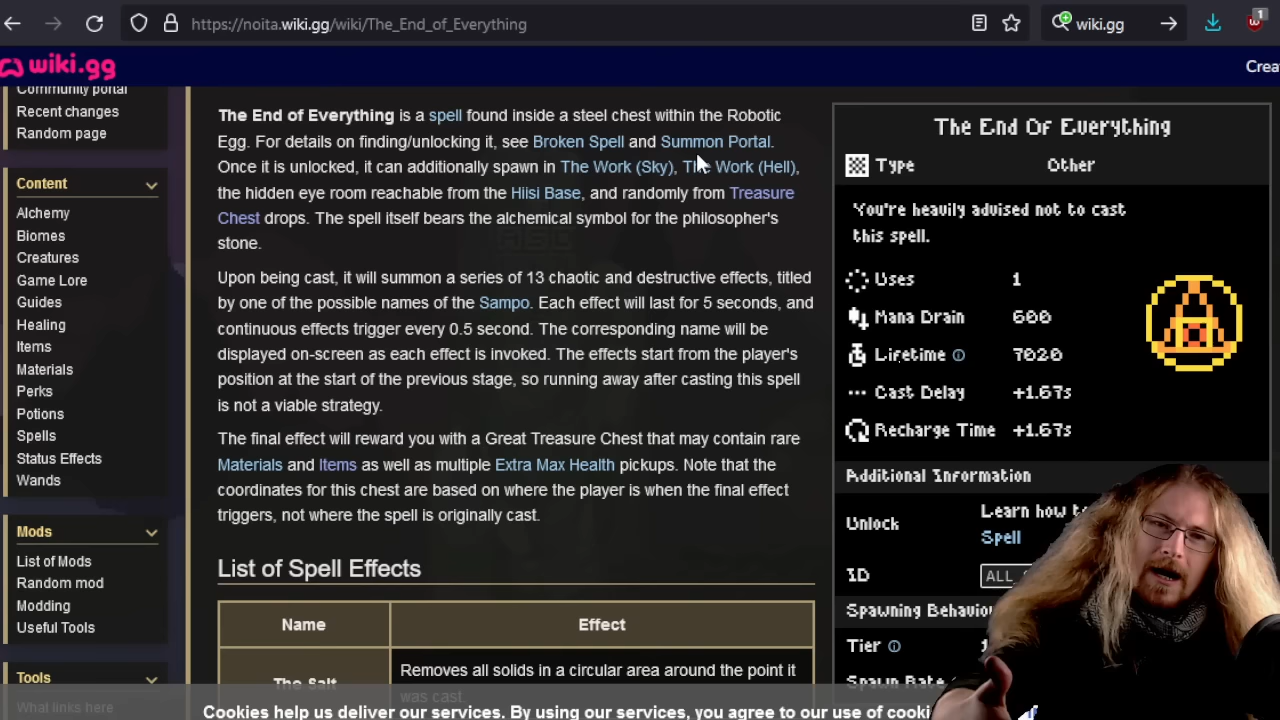 https://noita.wiki.gg/wiki/The_End_of_Everything
wiki.gg
1
wiki.gg
Community portal
Recent changes
Random page
Content
Alchemy
Biomes
Creatures
Game Lore
Guides
Healing
Items
Materials
Perks
Potions
Spells
Status Effects
Wands
Mods
List of Mods
Random mod
Modding
Useful Tools
Tools
What links here
The End of Everything is a spell found inside a steel chest within the Robotic
Egg. For details on finding/unlocking it, see Broken Spell and Summon Portal.
Once it is unlocked, it can additionally spawn in The Work (Sky), The Work (Hell),
the hidden eye room reachable from the Hiisi Base, and randomly from Treasure
Chest drops. The spell itself bears the alchemical symbol for the philosopher's
stone.
Upon being cast, it will summon a series of 13 chaotic and destructive effects, titled
by one of the possible names of the Sampo. Each effect will last for 5 seconds, and
continuous effects trigger every 0.5 second. The corresponding name will be
displayed on-screen as each effect is invoked. The effects start from the player's
position at the start of the previous stage, so running away after casting this spell
is not a viable strategy.
The final effect will reward you with a Great Treasure Chest that may contain rare
Materials and Items as well as multiple Extra Max Health pickups. Note that the
coordinates for this chest are based on where the player is when the final effect
triggers, not where the spell is originally cast.
List of Spell Effects
Name Effect
The Salt
Removes all solids in a circular area around the point it
was cast
The End Of Everything
Type Other
You're heavily advised not to cast
this spell.
Uses 1
Mana Drain 600
Lifetime 7020
Cast Delay +1.67s
Recharge Time +1.67s
Additional Information
Unlock Learn how
Spell
ID ALL_
Spawning
Tier
Spawn Rate
Cookies help us deliver our services. By using our services, you agree to our use of